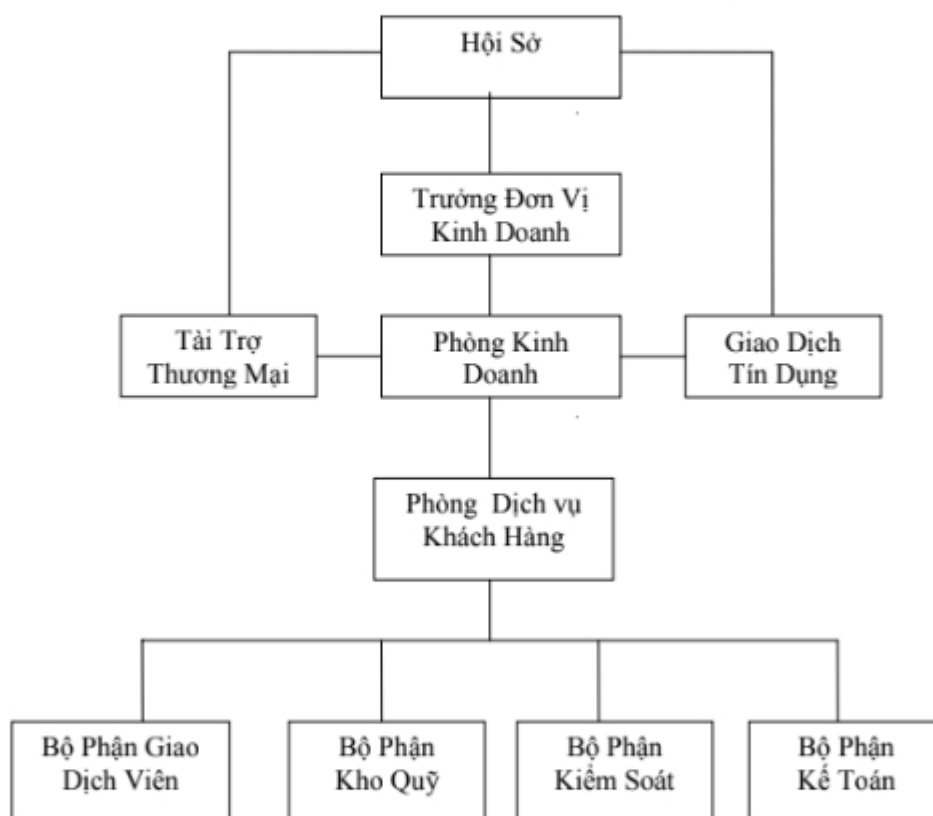 Hội Sở
Trưởng Đơn Vị
Kinh Doanh
Tài Trợ
Thương Mại
Phòng Kinh
Doanh
Giao Dịch
Tín Dụng
Phòng Dịch vụ
Khách Hàng
Bộ Phận Giao
Dịch Viên
Bộ Phận
Kho Quỹ
Bộ Phận
Kiểm Soát
Bộ Phận
Kế Toán